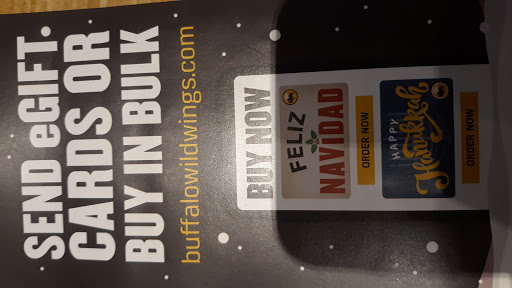 SEND eGIFT
CARDS OR
BUY IN BULK
buffalowildwings.com
BUY NOW
FELIZ
NAVIDAD
ORDER NOW
HAPPY
Hanukkah
ORDER NOW